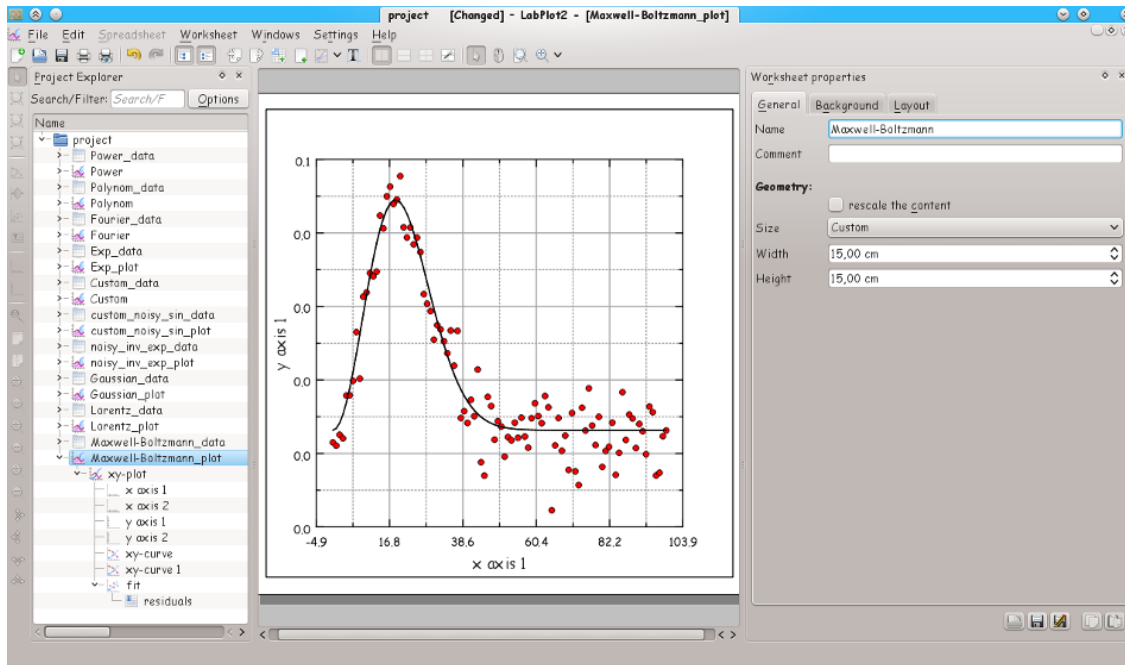 project [Changed] - LabPlot2 - [Maxwell-Boltzmann_plot]
File Edit Spreadsheet Worksheet Windows Settings Help
T
Project Explorer
Search/Filter: Search/F Options
Name
project
Power_data
Power
Polynom_data
Polynom
Fourier_data
Fourier
Exp_data
Exp_plot
Custom_data
Custom
custom_noisy_sin_data
custom_noisy_sin_plot
noisy_inv_exp_data
noisy_inv_exp_plot
Gaussian_data
Gaussian_plot
Lorentz_data
Lorentz_plot
Maxwell-Boltzmann_data
Maxwell-Boltzmann_plot
xy-plot
x axis 1
x axis 2
y axis 1
y axis 2
xy-curve
xy-curve 1
fit
residuals
0.1
0.0
0.0
0.0
0.0
0.0
y axis 1
-4.9 16.8 38.6 60.4 82.2 103.9
x axis 1
Worksheet properties
General Background Layout
Name Maxwell-Boltzmann
Comment
Geometry:
rescale the content
Size Custom
Width 15,00 cm
Height 15,00 cm